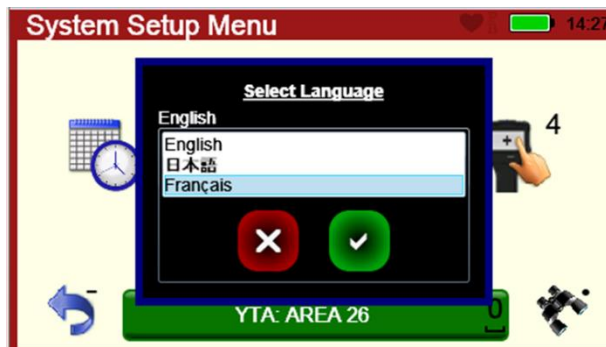 System Setup Menu
14:27
Select Language
English
English
日本語
Français
4
YTA: AREA 26
0